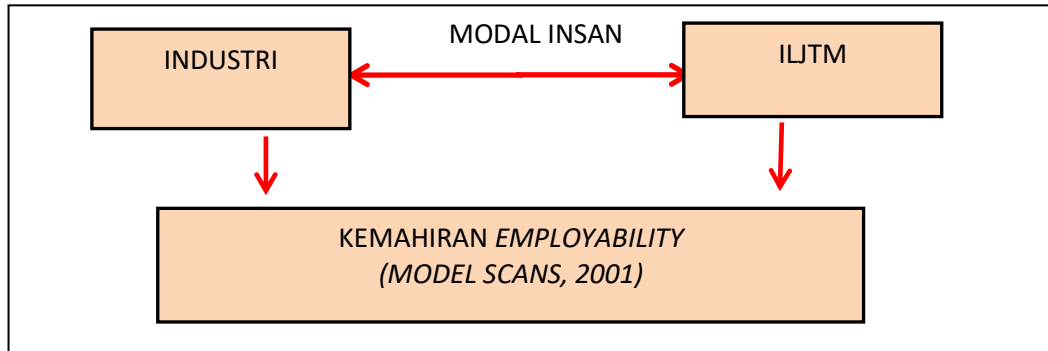 MODAL INSAN
INDUSTRI
ILJTM
KEMAHIRAN EMPLOYABILITY
(MODEL SCANS, 2001)